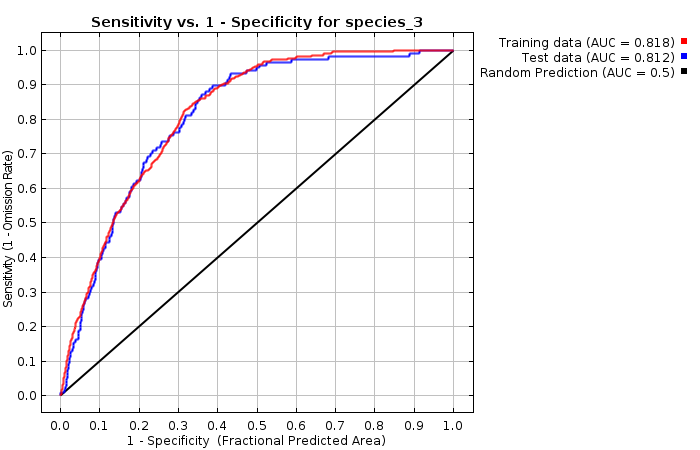 Sensitivity vs. 1 - Specificity for species_3
Training data (AUC = 0.818)
Test data (AUC = 0.812)
Random Prediction (AUC = 0.5)
Sensitivity (1 - Omission Rate)
1.0
0.9
0.8
0.7
0.6
0.5
0.4
0.3
0.2
0.1
0.0
0.0 0.1 0.2 0.3 0.4 0.5 0.6 0.7 0.8 0.9 1.0
1 - Specificity (Fractional Predicted Area)